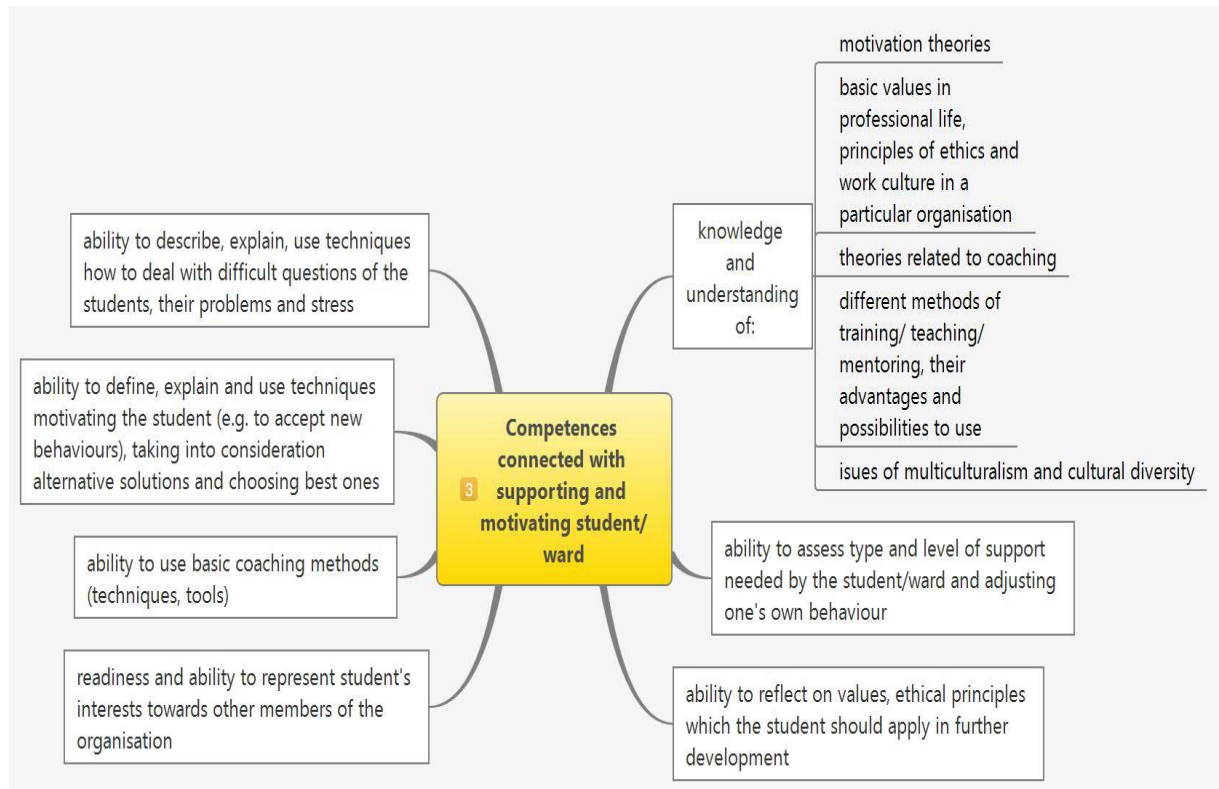 Competences
connected with
3
supporting and
motivating student/
ward
knowledge
and
understanding
of:
motivation theories
basic values in
professional life,
principles of ethics and
work culture in a
particular organisation
theories related to coaching
different methods of
training/ teaching/
mentoring, their
advantages and
possibilities to use
isues of multiculturalism and cultural diversity
ability to assess type and level of support
needed by the student/ward and adjusting
one's own behaviour
ability to reflect on values, ethical principles
which the student should apply in further
development
ability to describe, explain, use techniques
how to deal with difficult questions of the
students, their problems and stress
ability to define, explain and use techniques
motivating the student (e.g. to accept new
behaviours), taking into consideration
alternative solutions and choosing best ones
ability to use basic coaching methods
(techniques, tools)
readiness and ability to represent student's
interests towards other members of the
organisation